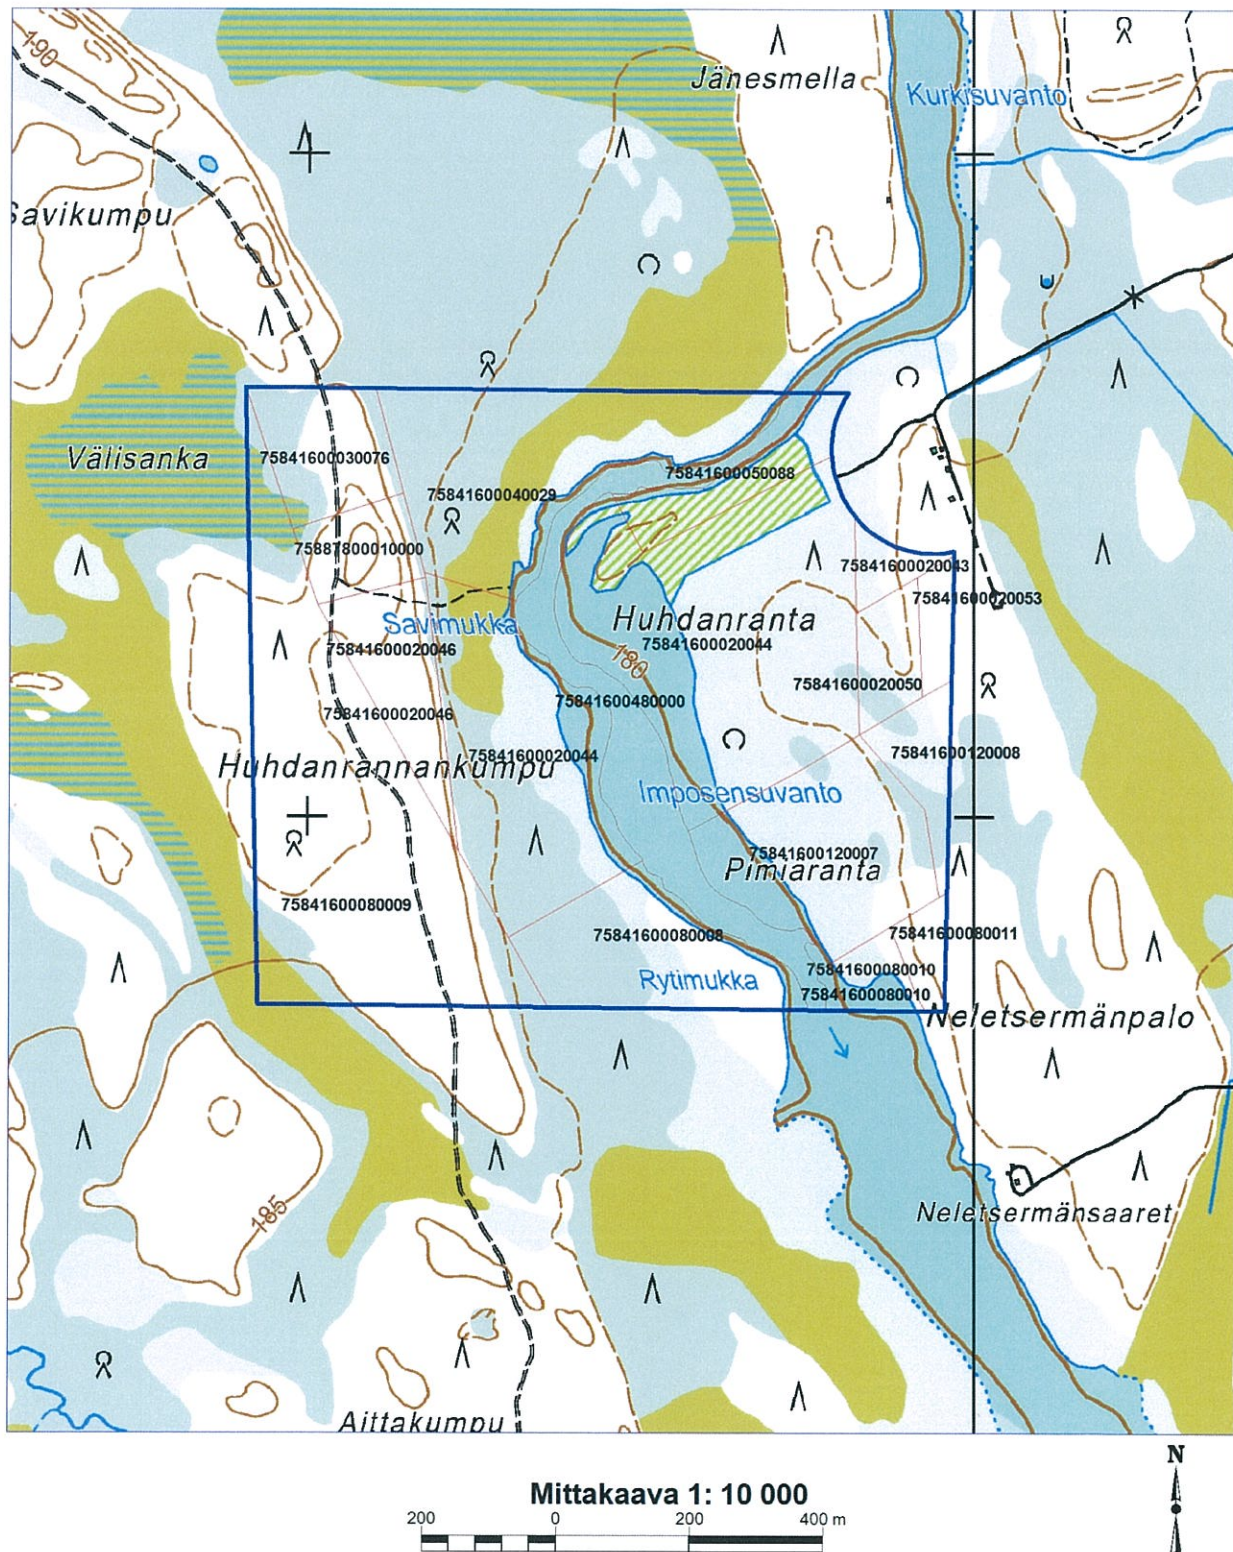 190
Jänesmella
Kurkisuvanto
Savikumpu
Välisanka
75841600030076
75841600040029
75841600050088
75887800010000
75841600020043
75841600020053
Huhdanranta
Savimukka
75841600020044
75841600020046
180
75841600020050
75841600480000
75841600020046
75841600020044
75841600120008
Huhdanrannankumpu
Imposensuvanto
75841600120007
Pimiaranta
75841600080009
75841600080008
75841600080011
75841600080010
Rytimukka
75841600080010
Neletsermänpalo
185
Neletsermänsaaret
Aittakumpu
N
Mittakaava 1: 10 000
200 0 200 400 m